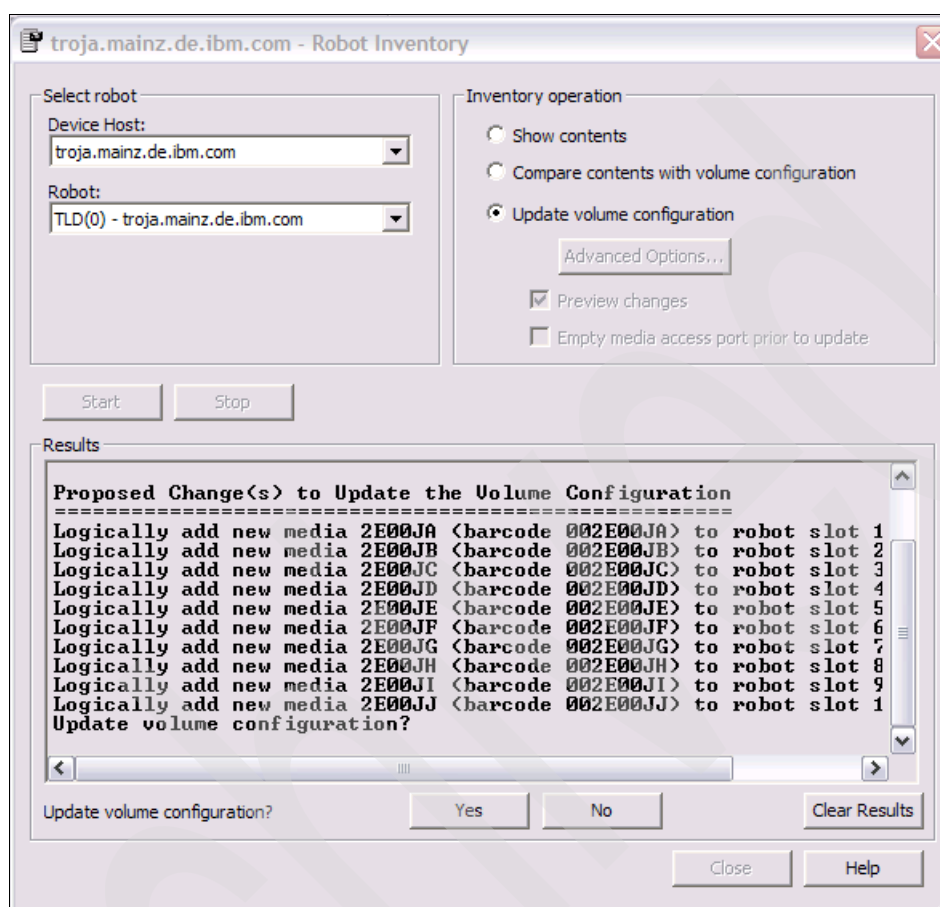 troja.mainz.de.ibm.com - Robot Inventory
Select robot
Device Host:
troja.mainz.de.ibm.com
Robot:
TLD(0) - troja.mainz.de.ibm.com
Inventory operation
Show contents
Compare contents with volume configuration
Update volume configuration
Advanced Options...
Preview changes
Empty media access port prior to update
Start Stop
Results
Proposed Change(s) to Update the Volume Configuration
=====================================================
Logically add new media 2E00JA (barcode 002E00JA) to robot slot 1
Logically add new media 2E00JB (barcode 002E00JB) to robot slot 2
Logically add new media 2E00JC (barcode 002E00JC) to robot slot 3
Logically add new media 2E00JD (barcode 002E00JD) to robot slot 4
Logically add new media 2E00JE (barcode 002E00JE) to robot slot 5
Logically add new media 2E00JF (barcode 002E00JF) to robot slot 6
Logically add new media 2E00JG (barcode 002E00JG) to robot slot 7
Logically add new media 2E00JH (barcode 002E00JH) to robot slot 8
Logically add new media 2E00JI (barcode 002E00JI) to robot slot 9
Logically add new media 2E00JJ (barcode 002E00JJ) to robot slot 1
Update volume configuration?
Update volume configuration? Yes No Clear Results
Close Help